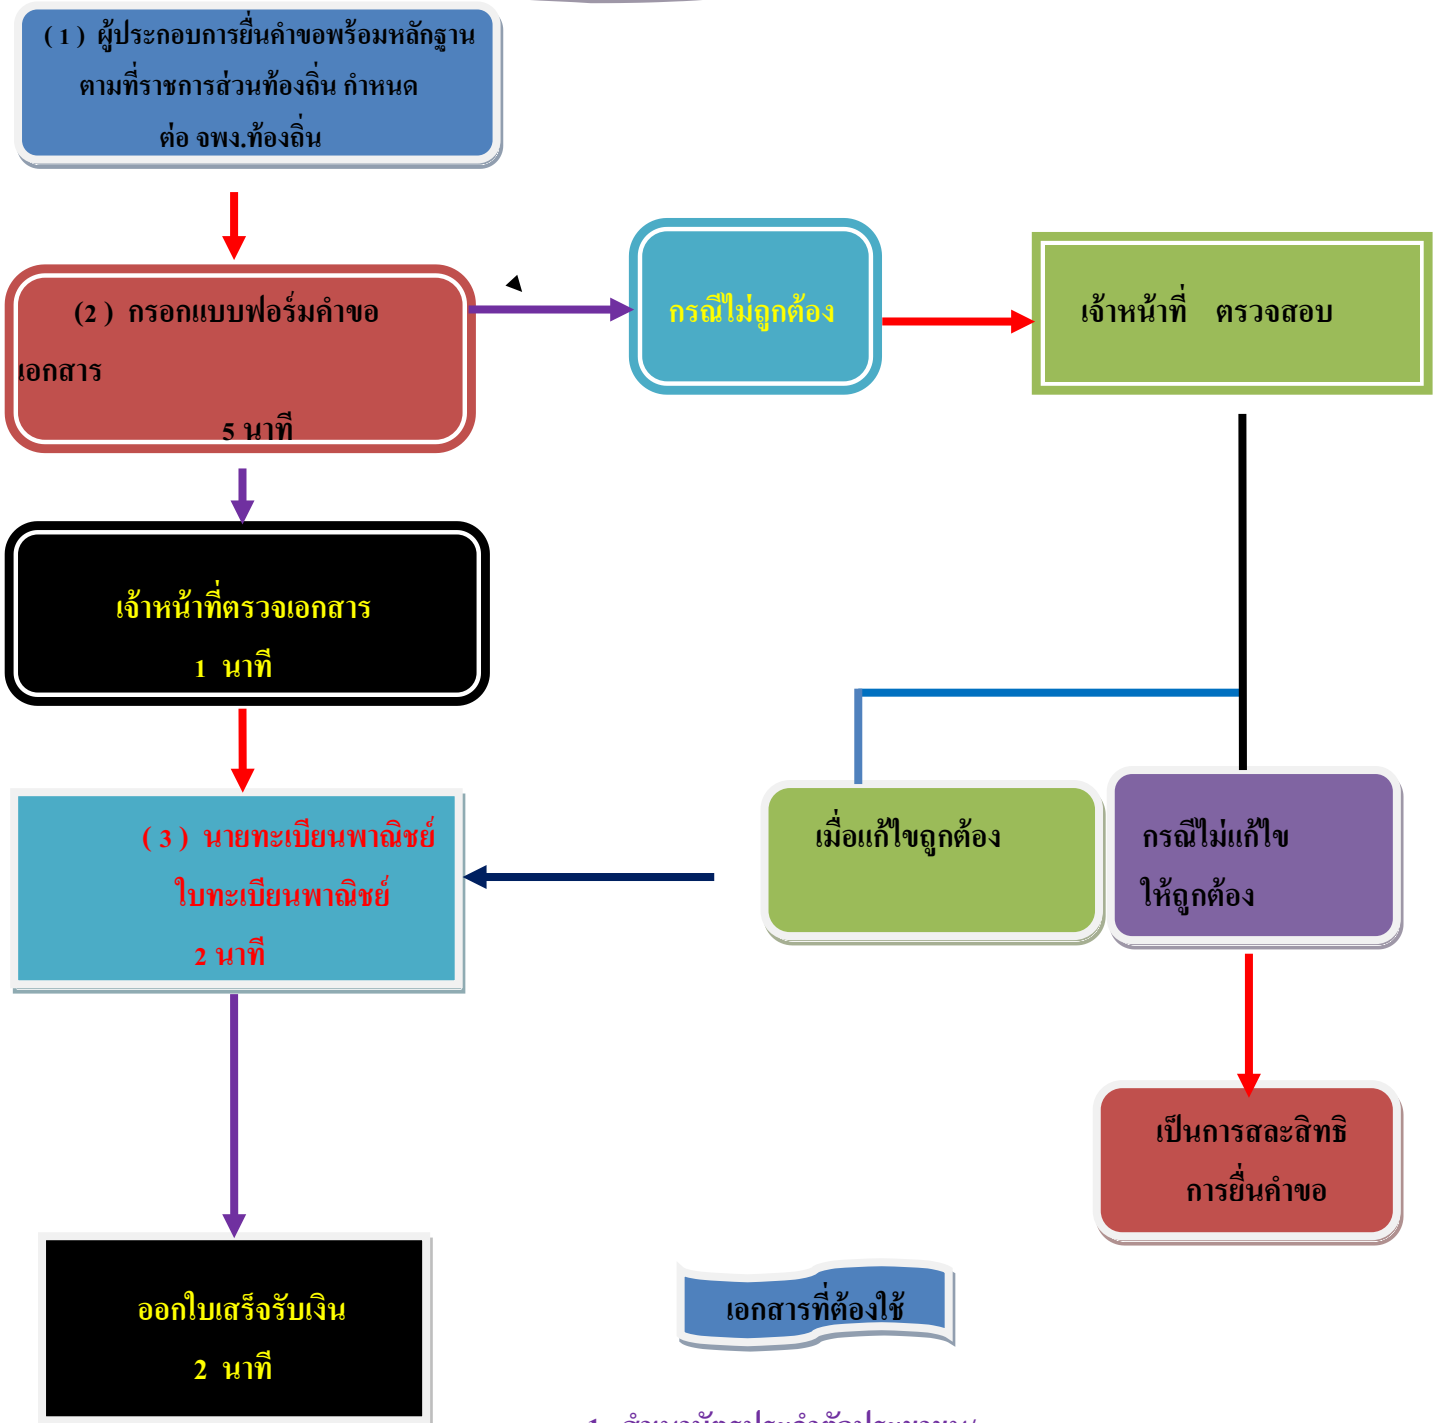 ( 1 ) ผู้ประกอบการยื่นคำขอพร้อมหลักฐาน
ตามที่ราชการส่วนท้องถิ่น กำหนด
ต่อ จพง.ท้องถิ่น
(2 ) กรอกแบบฟอร์มคำขอ
เอกสาร
5 นาที
กรณีไม่ถูกต้อง
เจ้าหน้าที่ ตรวจสอบ
เจ้าหน้าที่ตรวจเอกสาร
1 นาที
( 3 ) นายทะเบียนพาณิชย์
ใบทะเบียนพาณิชย์
2 นาที
เมื่อแก้ไขถูกต้อง
กรณีไม่แก้ไข
ให้ถูกต้อง
เป็นการสละสิทธิ
การยื่นคำขอ
ออกใบเสร็จรับเงิน
2 นาที
เอกสารที่ต้องใช้